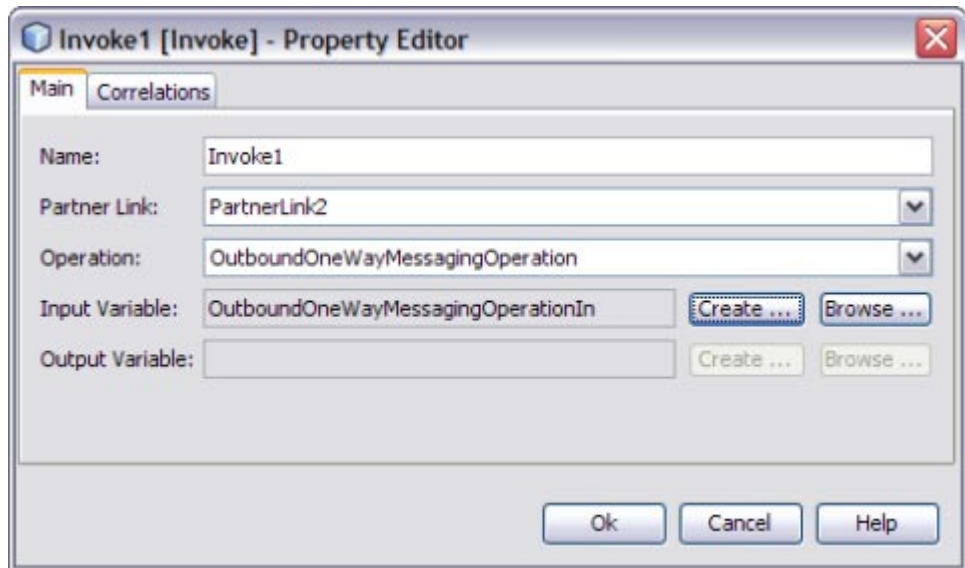 Invoke1 [Invoke] - Property Editor
Main Correlations
Name: Invoke1
Partner Link: PartnerLink2
Operation: OutboundOneWayMessagingOperation
Input Variable: OutboundOneWayMessagingOperationIn Create ... Browse ...
Output Variable: Create ... Browse ...
Ok Cancel Help